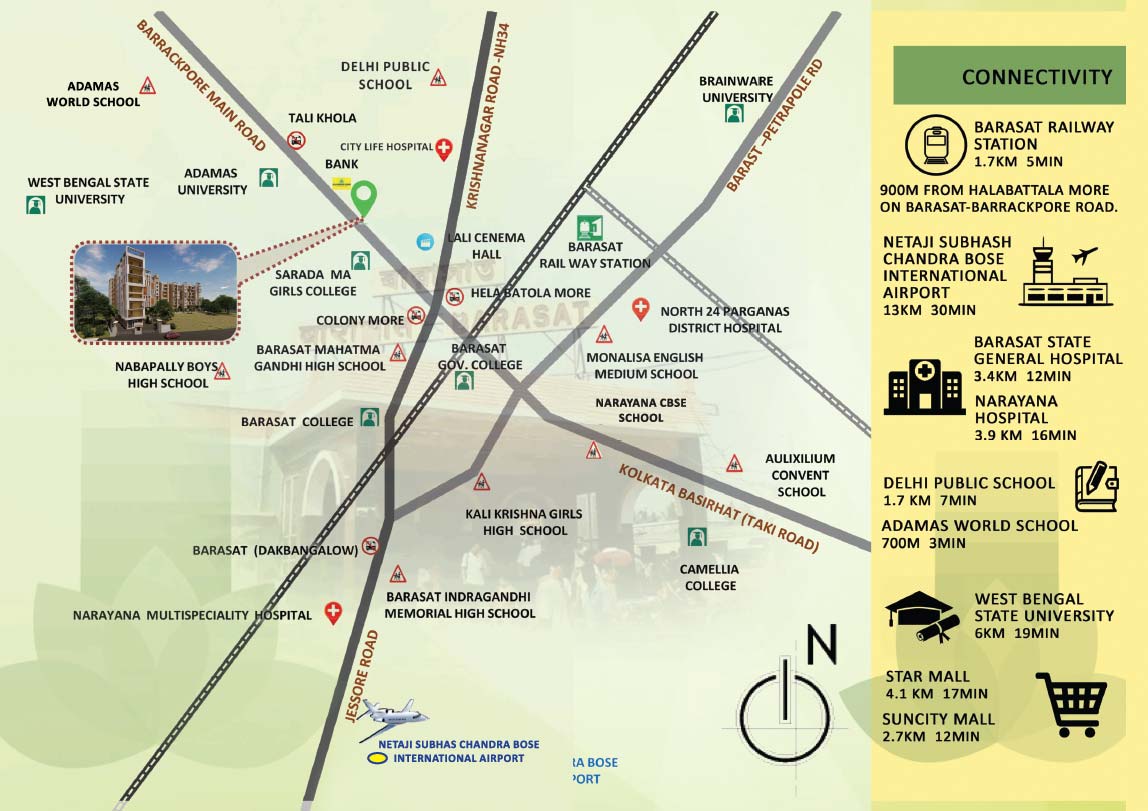 BARRACKPORE MAIN ROAD
DELHI PUBLIC
SCHOOL
KRISHNANAGAR ROAD -NH34
BRAINWARE
UNIVERSITY
BARAST –PETRAPOLE RD
ADAMAS
WORLD SCHOOL
TALI KHOLA
CITY LIFE HOSPITAL
BANK
ADAMAS
UNIVERSITY
WEST BENGAL STATE
UNIVERSITY
LALI CENEMA
HALL
BARASAT
RAIL WAY STATION
SARADA MA
GIRLS COLLEGE
HELA BATOLA MORE
COLONY MORE
BARASAT
NORTH 24 PARGANAS
DISTRICT HOSPITAL
BARASAT MAHATMA
GANDHI HIGH SCHOOL
BARASAT
GOV. COLLEGE
MONALISA ENGLISH
MEDIUM SCHOOL
NABAPALLY BOYS
HIGH SCHOOL
NARAYANA CBSE
SCHOOL
BARASAT COLLEGE
AULIXILIUM
CONVENT
SCHOOL
KOLKATA BASIRHAT (TAKI ROAD)
KALI KRISHNA GIRLS
HIGH SCHOOL
BARASAT (DAKBANGALOW)
CAMELLIA
COLLEGE
BARASAT INDRAGANDHI
MEMORIAL HIGH SCHOOL
NARAYANA MULTISPECIALITY HOSPITAL
JESSORE ROAD
N
NETAJI SUBHAS CHANDRA BOSE
INTERNATIONAL AIRPORT
RA BOSE
PORT
CONNECTIVITY
BARASAT RAILWAY
STATION
1.7KM 5MIN
900M FROM HALABATTALA MORE
ON BARASAT-BARRACKPORE ROAD.
NETAJI SUBHASH
CHANDRA BOSE
INTERNATIONAL
AIRPORT
13KM 30MIN
BARASAT STATE
GENERAL HOSPITAL
3.4KM 12MIN
NARAYANA
HOSPITAL
3.9 KM 16MIN
DELHI PUBLIC SCHOOL
1.7 KM 7MIN
ADAMAS WORLD SCHOOL
700M 3MIN
WEST BENGAL
STATE UNIVERSITY
6KM 19MIN
STAR MALL
4.1 KM 17MIN
SUNCITY MALL
2.7KM 12MIN